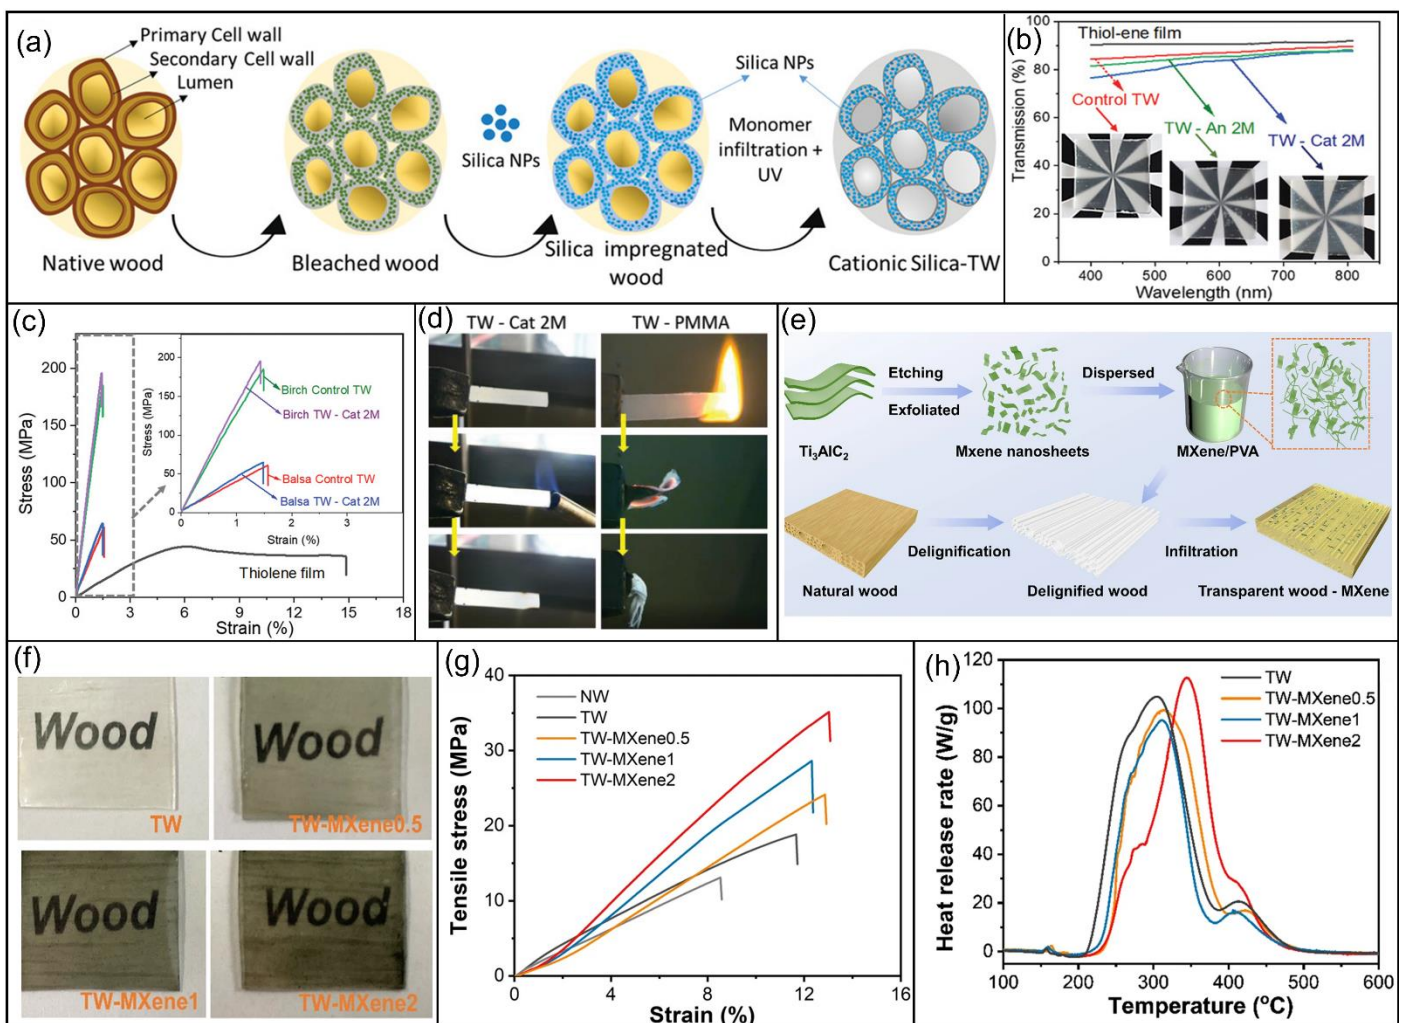 (a)
Primary Cell wall
Secondary Cell wall
Lumen
Silica NPs
Silica NPs
Monomer
infiltration +
UV
Native wood
Bleached wood
Silica impregnated
wood
Cationic Silica-TW
(b)
Thiol-ene film
Control TW
TW - An 2M
TW - Cat 2M
Transmission (%)
100
80
60
40
20
0
400 500 600 700 800
Wavelength (nm)
(c)
Stress (MPa)
200
150
100
50
0
0 3 6 9 12 15 18
Strain (%)
Thiolene film
Stress (MPa)
250
200
150
100
50
0
0 1 2 3
Strain (%)
Birch Control TW
Birch TW - Cat 2M
Balsa Control TW
Balsa TW - Cat 2M
(d)
TW - Cat 2M
TW - PMMA
(e)
Etching
Exfoliated
Dispersed
Ti₃AlC₂
Mxene nanosheets
MXene/PVA
Delignification
Infiltration
Natural wood
Delignified wood
Transparent wood - MXene
(f)
Wood
TW
Wood
TW-MXene0.5
Wood
TW-MXene1
Wood
TW-MXene2
(g)
Tensile stress (MPa)
40
30
20
10
0
NW
TW
TW-MXene0.5
TW-MXene1
TW-MXene2
0 4 8 12 16
Strain (%)
(h)
Heat release rate (W/g)
120
100
80
60
40
20
0
TW
TW-MXene0.5
TW-MXene1
TW-MXene2
100 200 300 400 500 600
Temperature (°C)